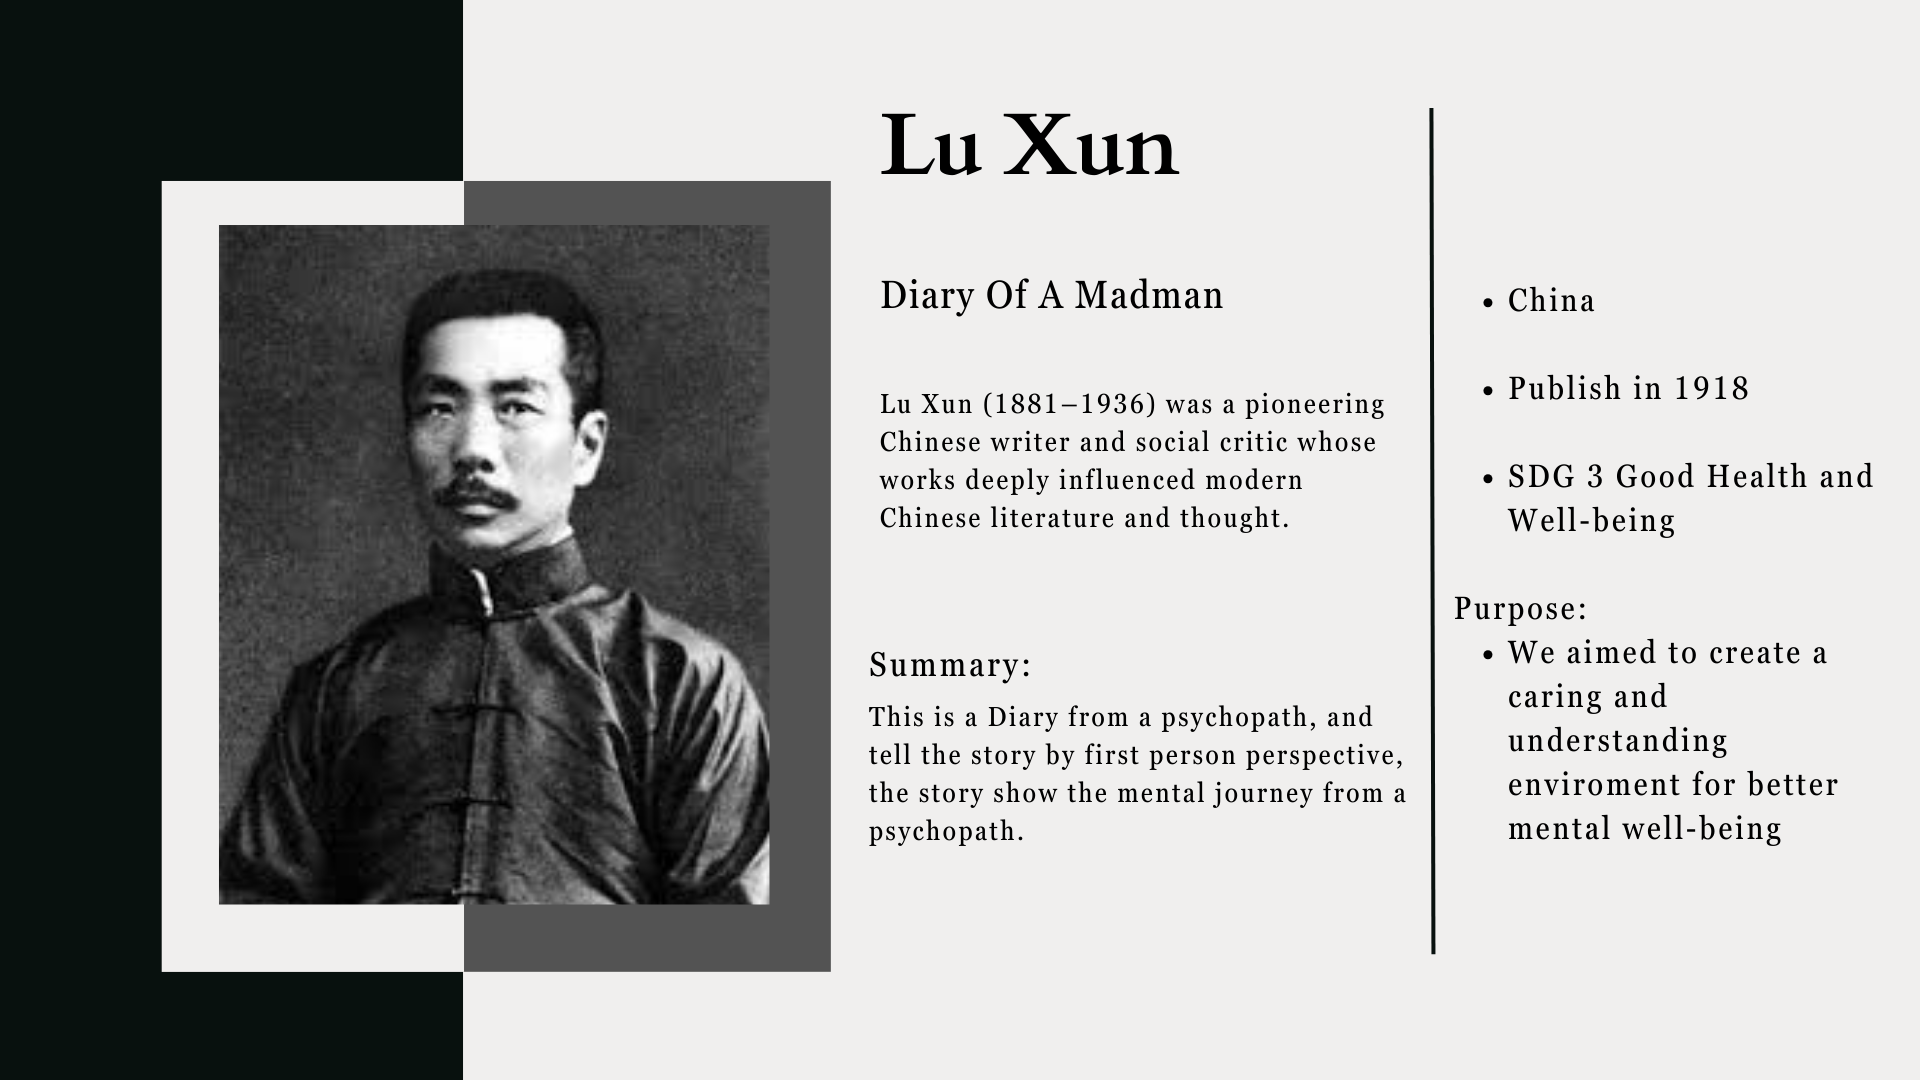 Lu Xun
Diary Of A Madman
Lu Xun (1881–1936) was a pioneering
Chinese writer and social critic whose
works deeply influenced modern
Chinese literature and thought.
Summary:
This is a Diary from a psychopath, and
tell the story by first person perspective,
the story show the mental journey from a
psychopath.
• China
• Publish in 1918
• SDG 3 Good Health and
Well-being
Purpose:
• We aimed to create a
caring and
understanding
enviroment for better
mental well-being